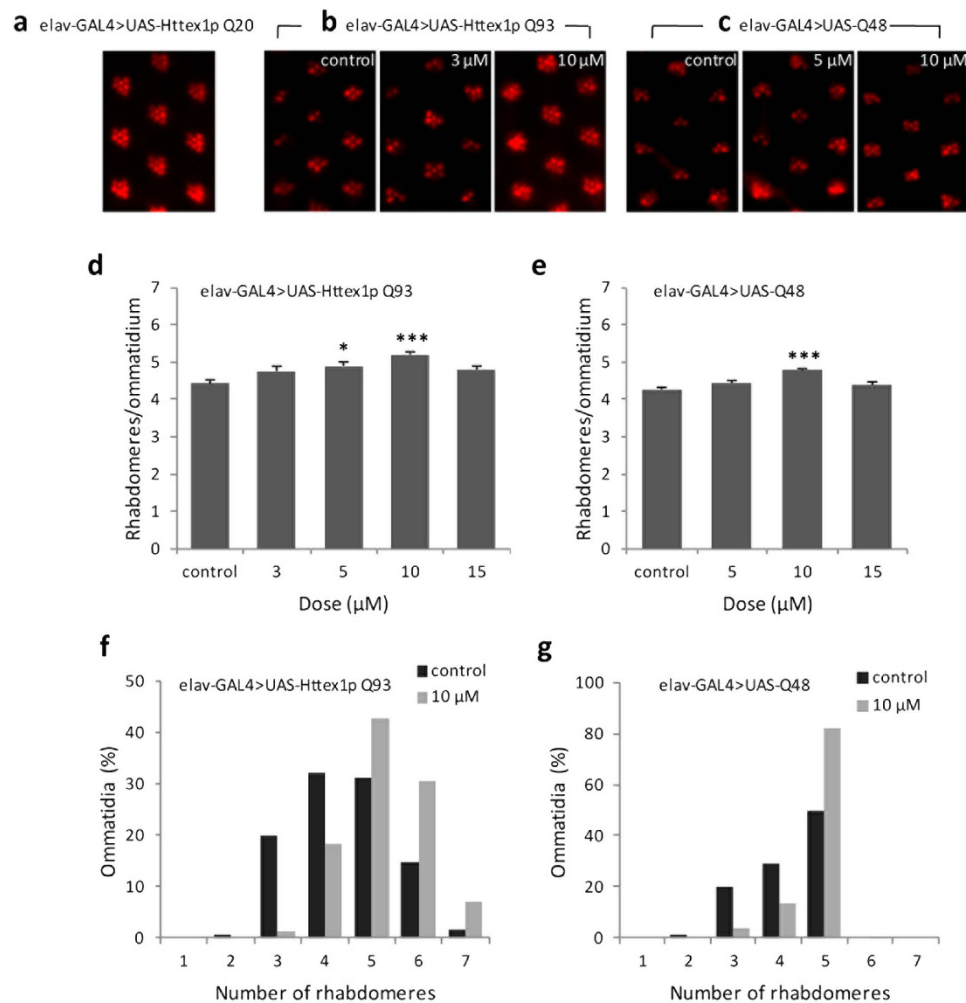 a elav-GAL4>UAS-Httex1p Q20 b elav-GAL4>UAS-Httex1p Q93 c elav-GAL4>UAS-Q48
control 3 µM 10 µM control 5 µM 10 µM
d
elav-GAL4>UAS-Httex1p Q93
Rhabdomeres/ommatidium
7
6
5
4
3
2
1
0
* ***
control 3 5 10 15
Dose (µM)
e
elav-GAL4>UAS-Q48
Rhabdomeres/ommatidium
7
6
5
4
3
2
1
0
***
control 5 10 15
Dose (µM)
f
elav-GAL4>UAS-Httex1p Q93
control
10 µM
Ommatidia (%)
50
40
30
20
10
0
1 2 3 4 5 6 7
Number of rhabdomeres
g
elav-GAL4>UAS-Q48
control
10 µM
Ommatidia (%)
100
80
60
40
20
0
1 2 3 4 5 6 7
Number of rhabdomeres